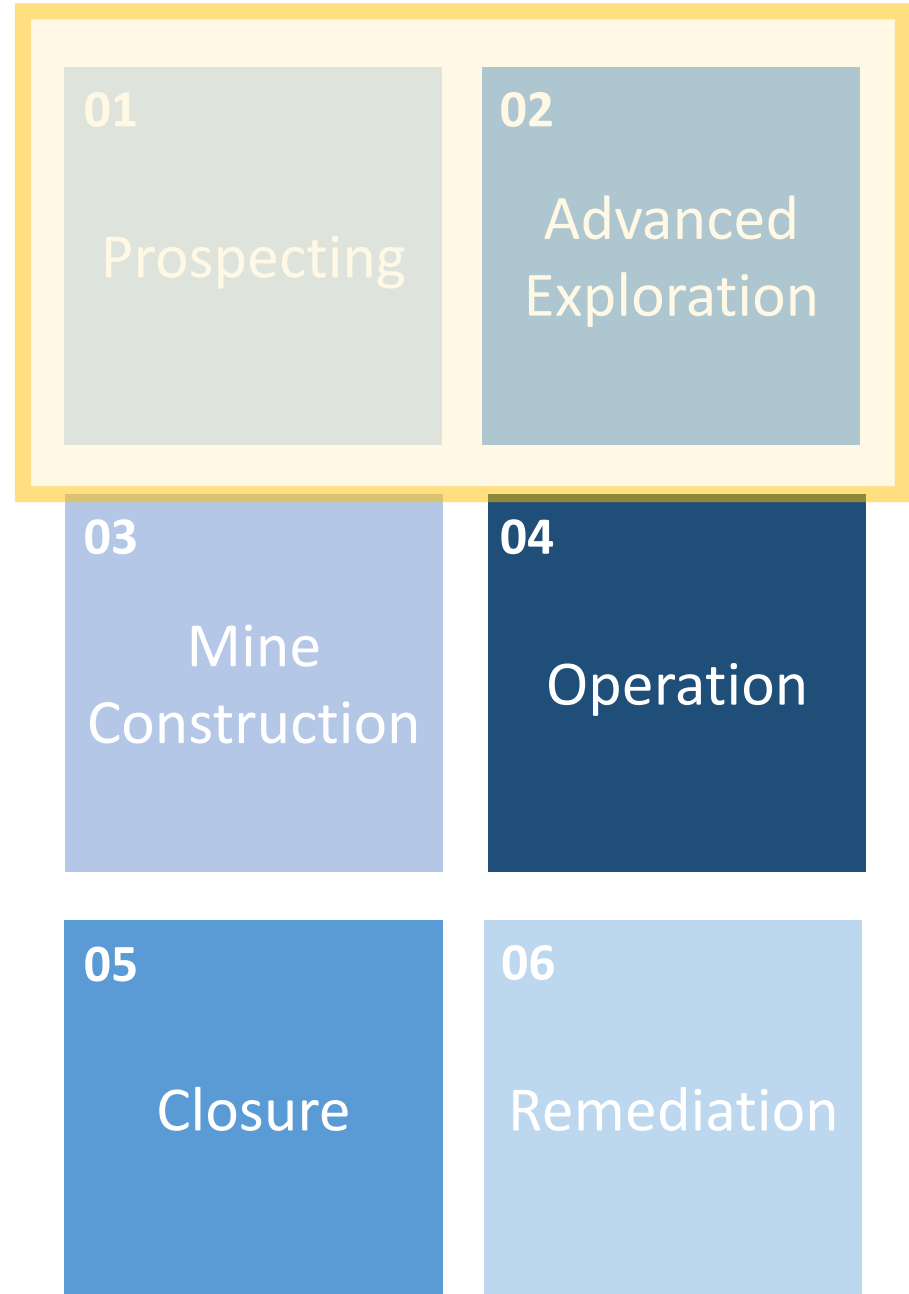 01
Prospecting
02
Advanced
Exploration
03
Mine
Construction
04
Operation
05
Closure
06
Remediation